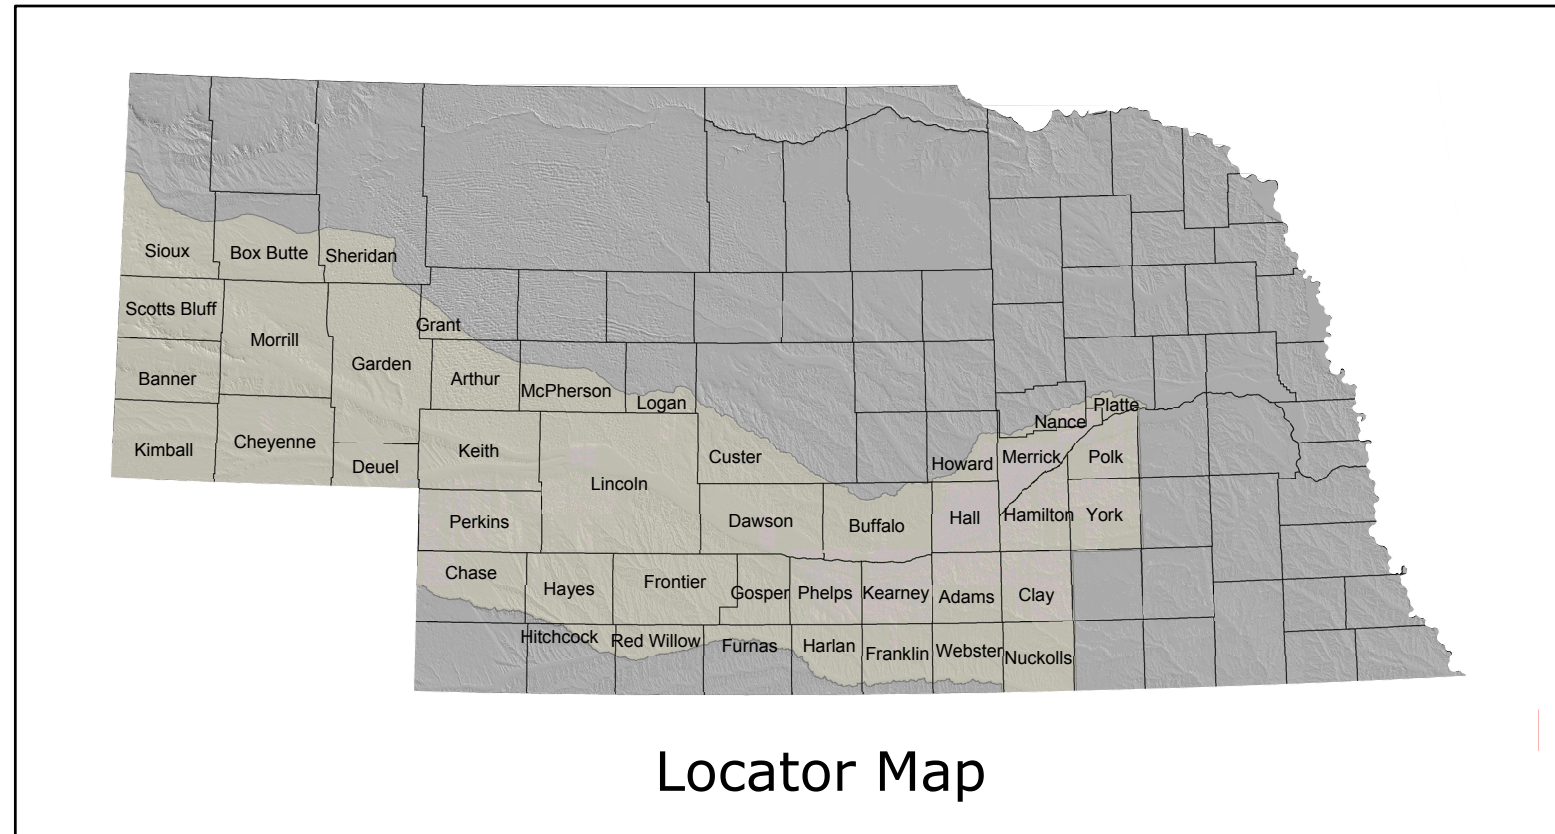 Sioux
Box Butte
Sheridan
Scotts Bluff
Morrill
Grant
Garden
Banner
Arthur
McPherson
Logan
Platte
Nance
Kimball
Cheyenne
Deuel
Keith
Lincoln
Custer
Howard
Merrick
Polk
Perkins
Dawson
Buffalo
Hall
Hamilton
York
Chase
Hayes
Frontier
Gosper
Phelps
Kearney
Adams
Clay
Hitchcock
Red Willow
Furnas
Harlan
Franklin
Webster
Nuckolls
Locator Map